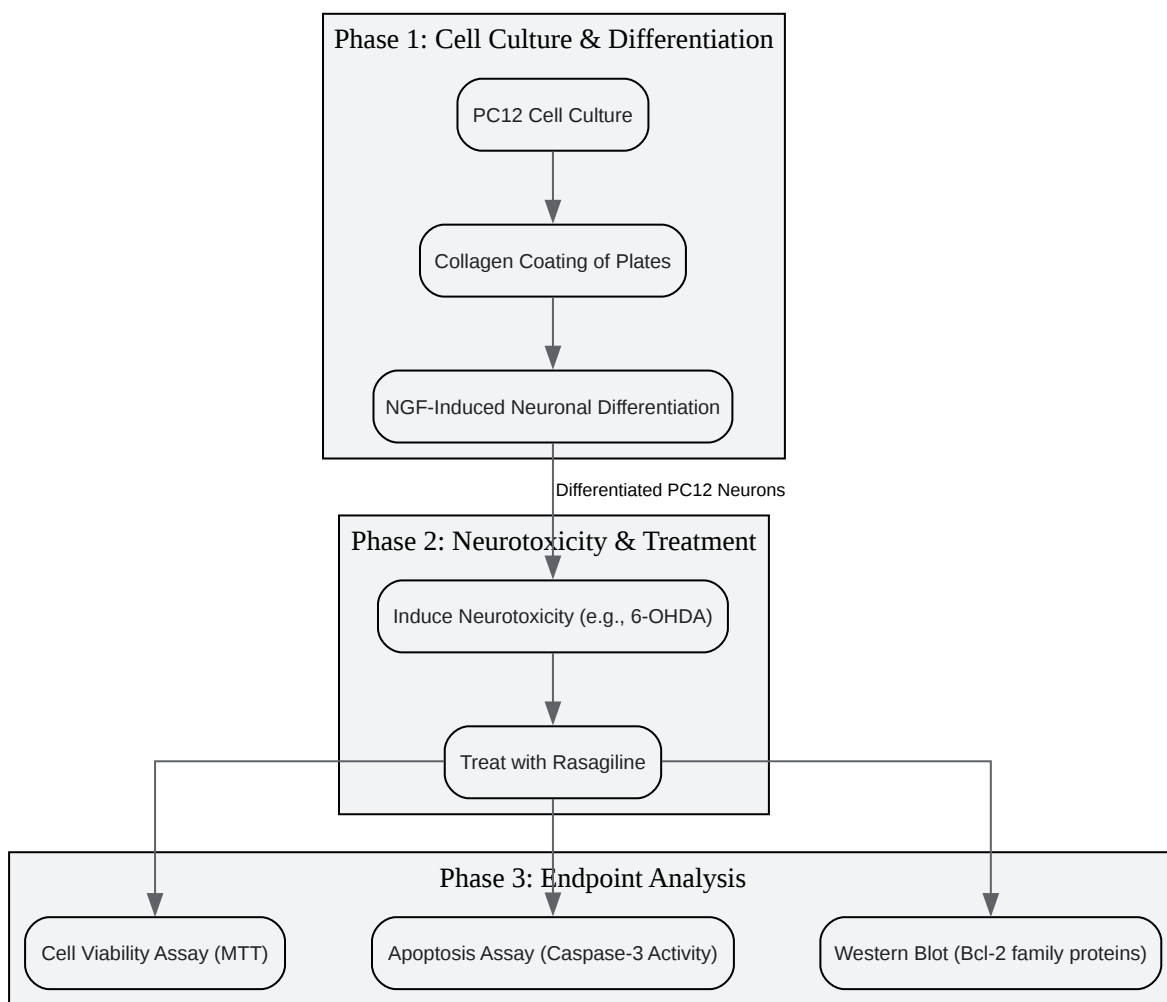 Phase 1: Cell Culture & Differentiation
PC12 Cell Culture
Collagen Coating of Plates
NGF-Induced Neuronal Differentiation
Differentiated PC12 Neurons
Phase 2: Neurotoxicity & Treatment
Induce Neurotoxicity (e.g., 6-OHDA)
Treat with Rasagiline
Phase 3: Endpoint Analysis
Cell Viability Assay (MTT)
Apoptosis Assay (Caspase-3 Activity)
Western Blot (Bcl-2 family proteins)